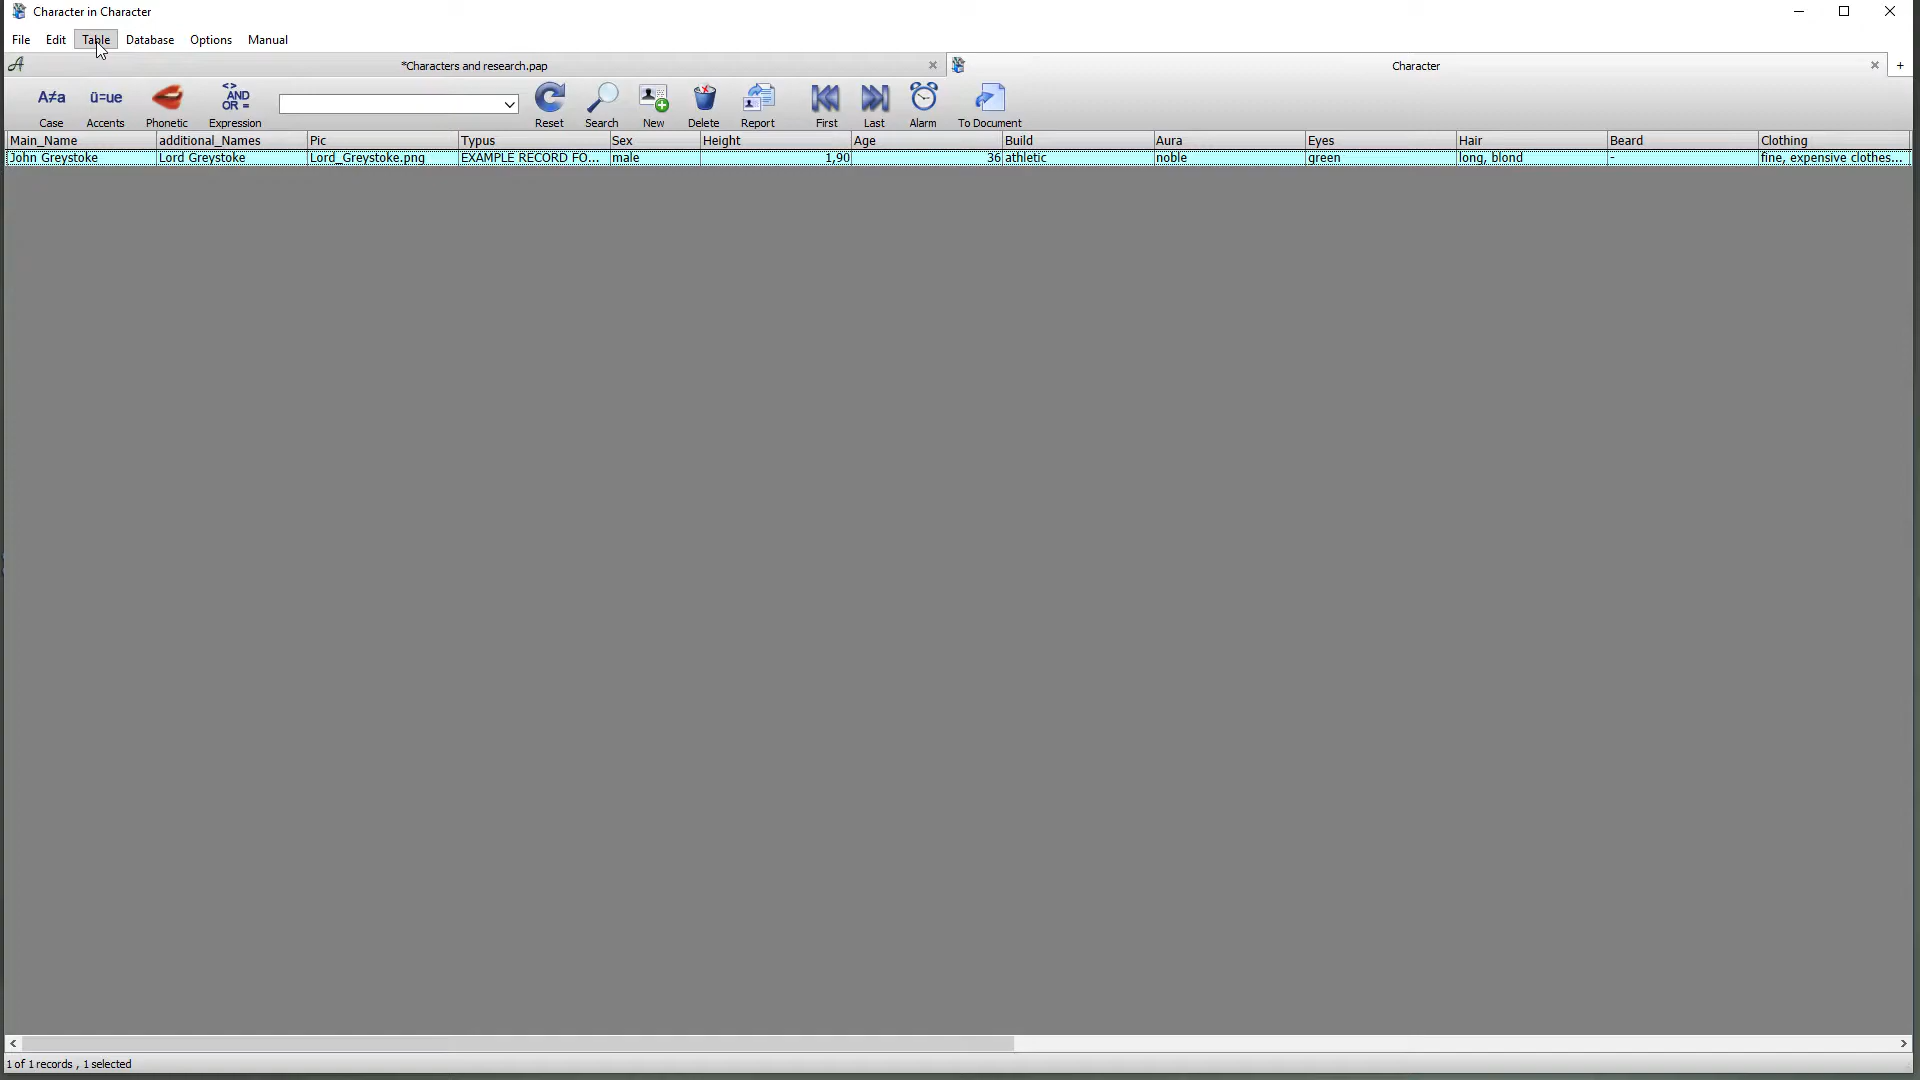 Character in Character
File Edit Table Database Options Manual
*Characters and research.pap Character
A≠a ü=ue <> AND OR =
Case Accents Phonetic Expression Reset Search New Delete Report First Last Alarm To Document
Main_Name additional_Names Pic Typus Sex Height Age Build Aura Eyes Hair Beard Clothing
John Greystoke Lord Greystoke Lord_Greystoke.png EXAMPLE RECORD FO... male 1,90 36 athletic noble green long, blond - fine, expensive clothes...
1 of 1 records , 1 selected